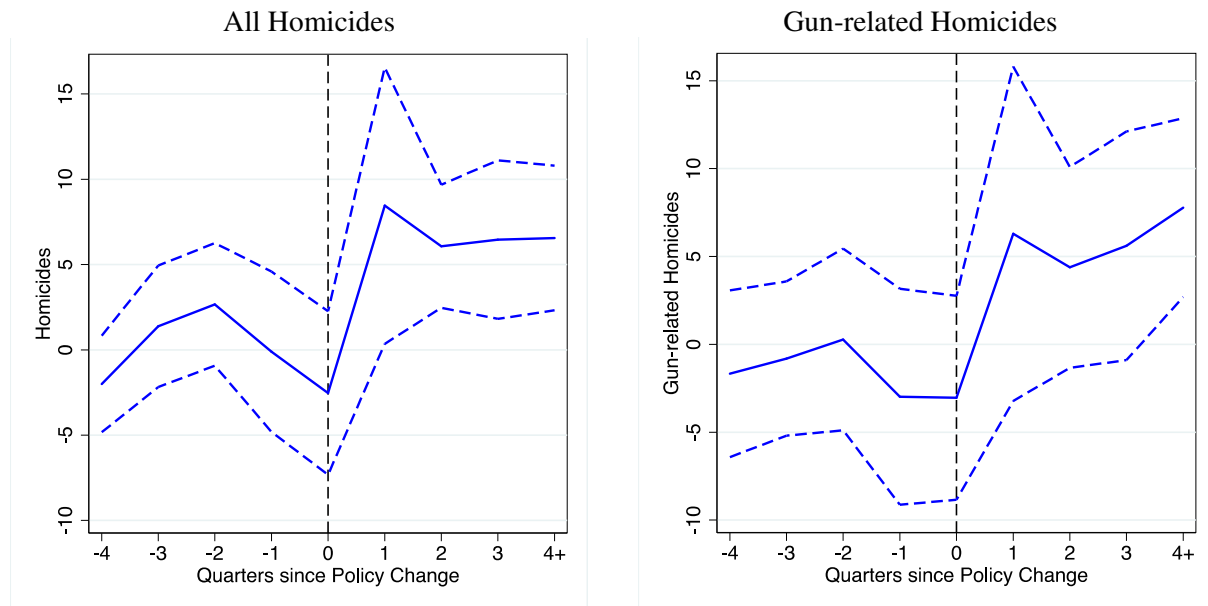 All Homicides
Homicides
15
10
5
0
-5
-10
-4 -3 -2 -1 0 1 2 3 4+
Quarters since Policy Change
Gun-related Homicides
Gun-related Homicides
15
10
5
0
-5
-10
-4 -3 -2 -1 0 1 2 3 4+
Quarters since Policy Change